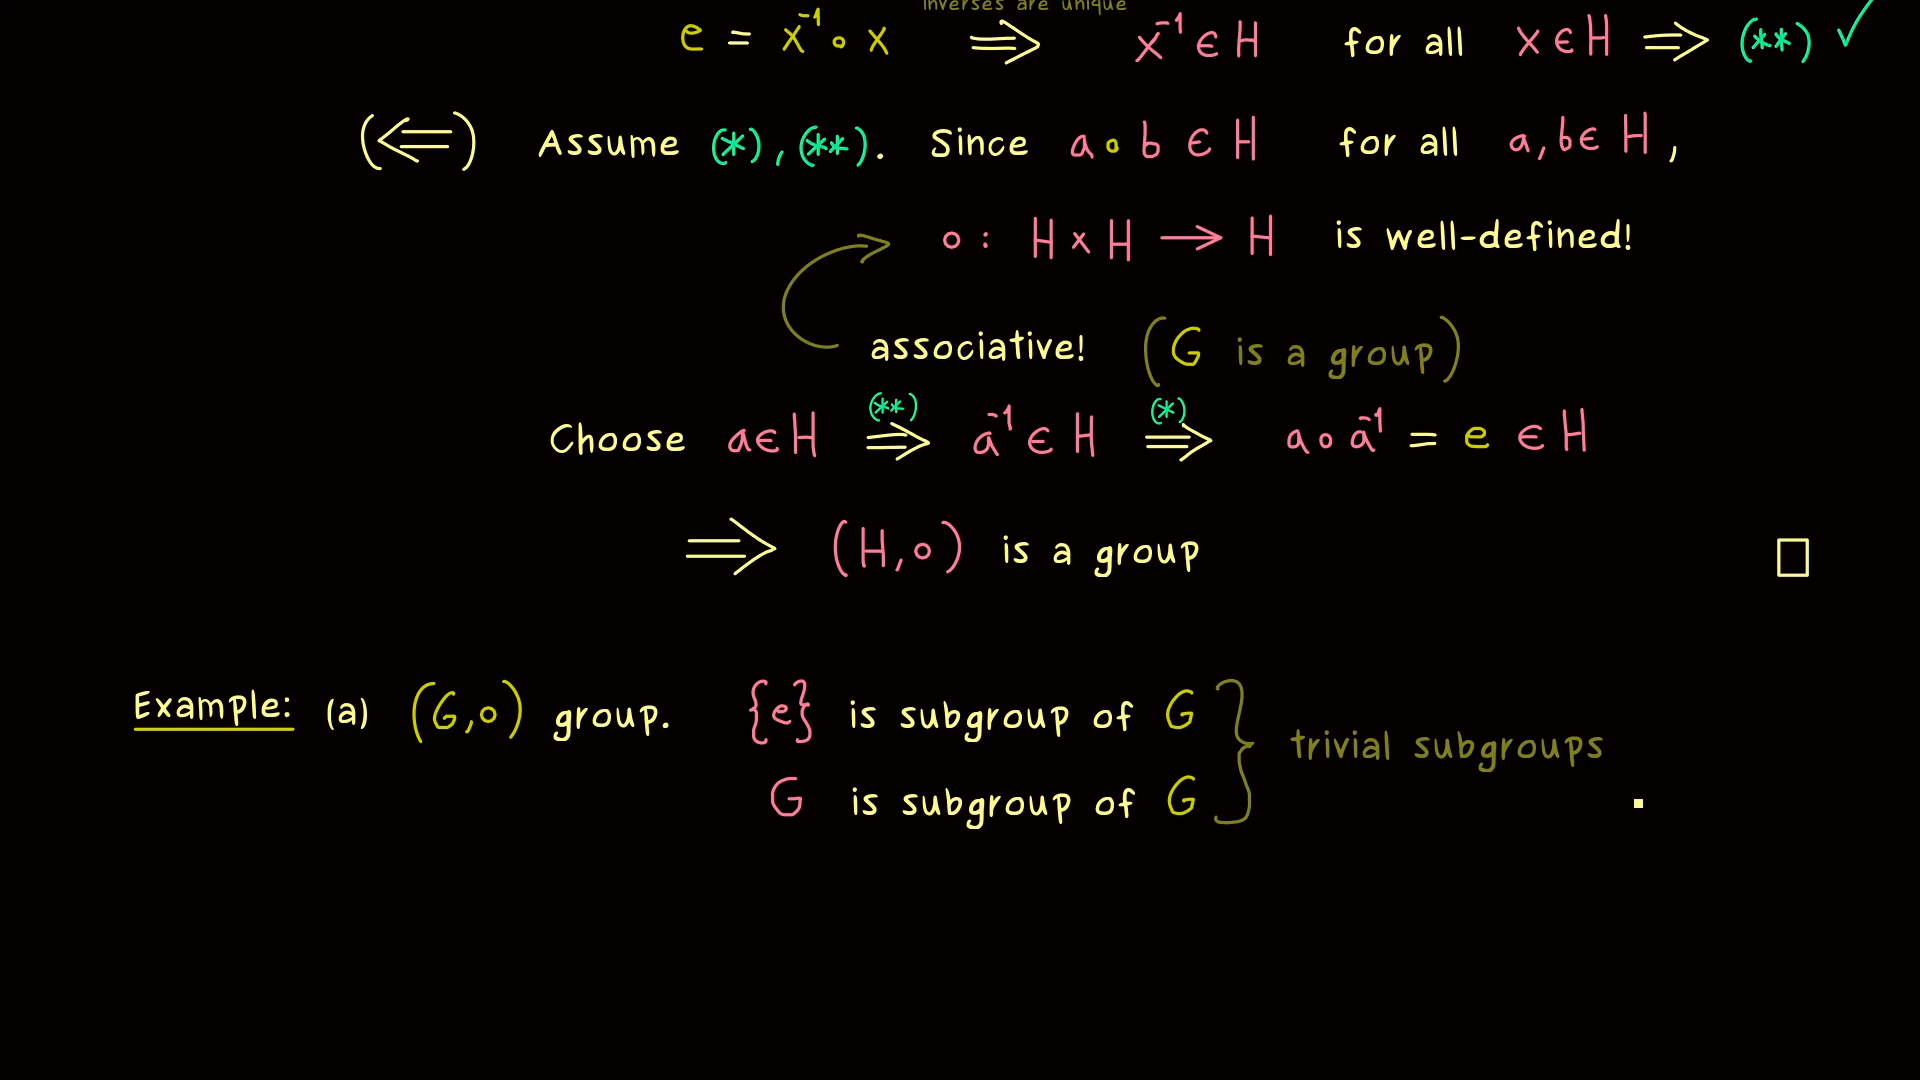 inverses are unique
e = x⁻¹ ∘ x ⟹ x⁻¹ ∈ H for all x ∈ H ⟹ (**) ✓
(⟸) Assume (*), (**). Since a ∘ b ∈ H for all a, b ∈ H,
∘ : H × H → H is well-defined!
associative! (G is a group)
Choose a ∈ H ⟹^(**) a⁻¹ ∈ H ⟹^(*) a ∘ a⁻¹ = e ∈ H
⟹ (H, ∘) is a group □
Example: (a) (G, ∘) group. {e} is subgroup of G
trivial subgroups
G is subgroup of G